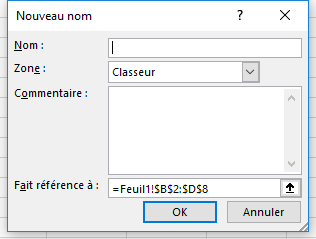 Nouveau nom ? ×
Nom :
Zone : Classeur
Commentaire :
Fait référence à : =Feuil1!$B$2:$D$8
OK Annuler